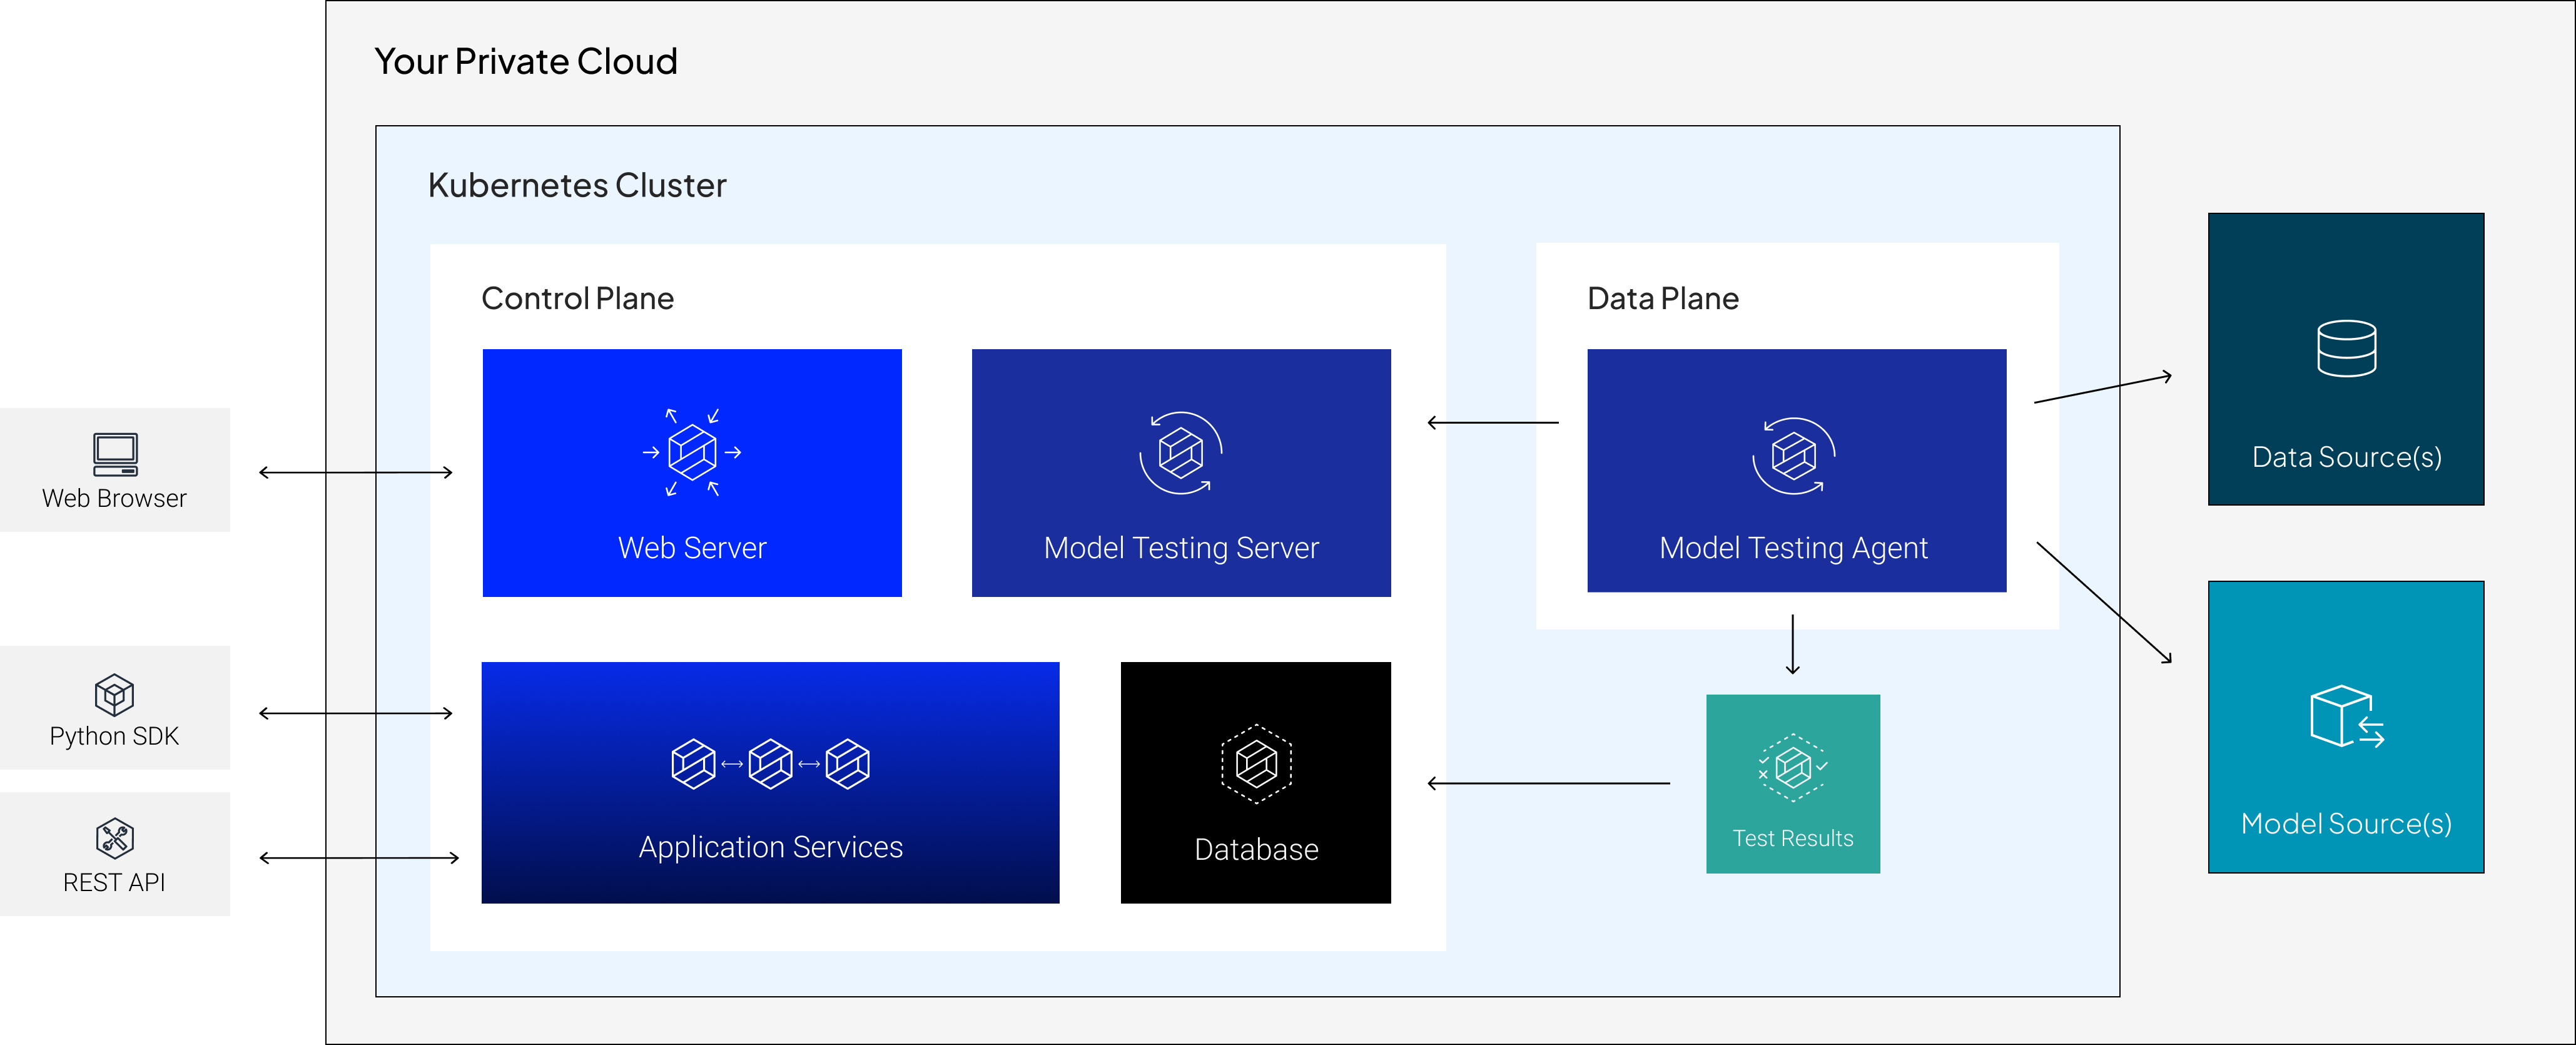 Your Private Cloud
Kubernetes Cluster
Control Plane
Data Plane
Web Browser
Web Server
Model Testing Server
Model Testing Agent
Data Source(s)
Python SDK
REST API
Application Services
Database
Test Results
Model Source(s)